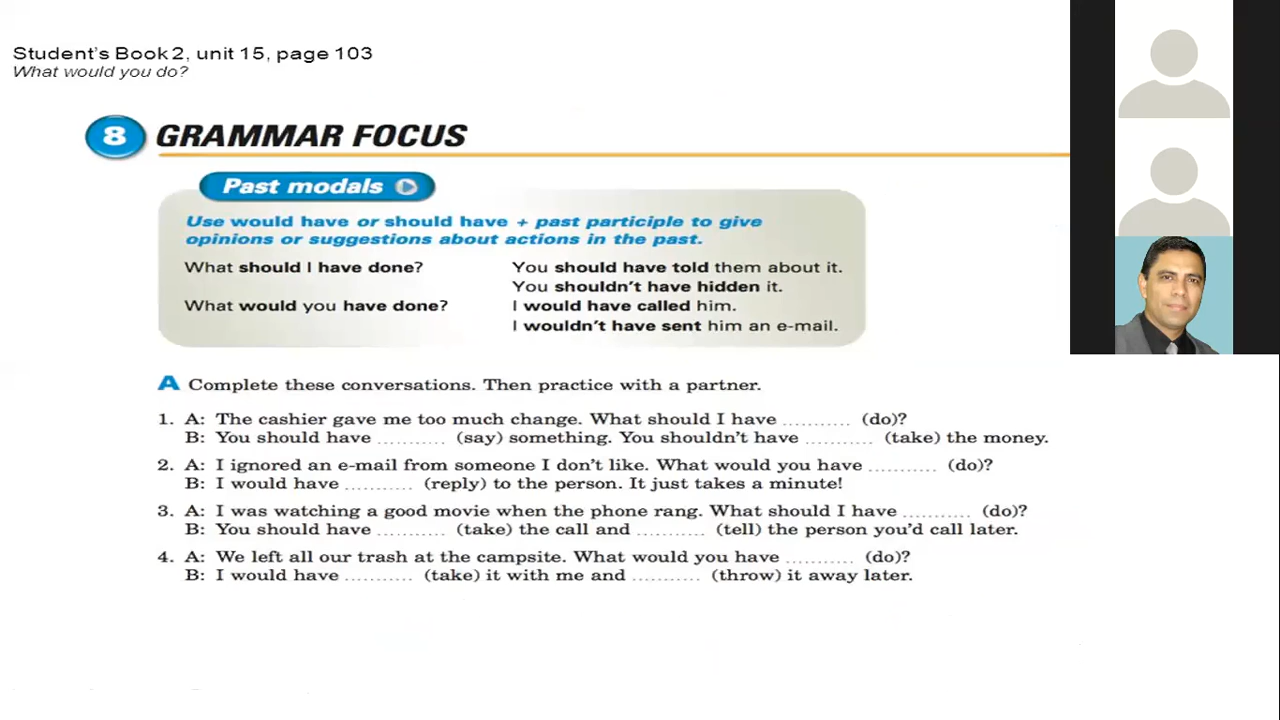 Student's Book 2, unit 15, page 103
What would you do?
8 GRAMMAR FOCUS
Past modals
Use would have or should have + past participle to give
opinions or suggestions about actions in the past.
What should I have done? You should have told them about it.
You shouldn't have hidden it.
What would you have done? I would have called him.
I wouldn't have sent him an e-mail.
A Complete these conversations. Then practice with a partner.
1. A: The cashier gave me too much change. What should I have .......... (do)?
B: You should have .......... (say) something. You shouldn't have .......... (take) the money.
2. A: I ignored an e-mail from someone I don't like. What would you have .......... (do)?
B: I would have .......... (reply) to the person. It just takes a minute!
3. A: I was watching a good movie when the phone rang. What should I have .......... (do)?
B: You should have .......... (take) the call and .......... (tell) the person you'd call later.
4. A: We left all our trash at the campsite. What would you have .......... (do)?
B: I would have .......... (take) it with me and .......... (throw) it away later.